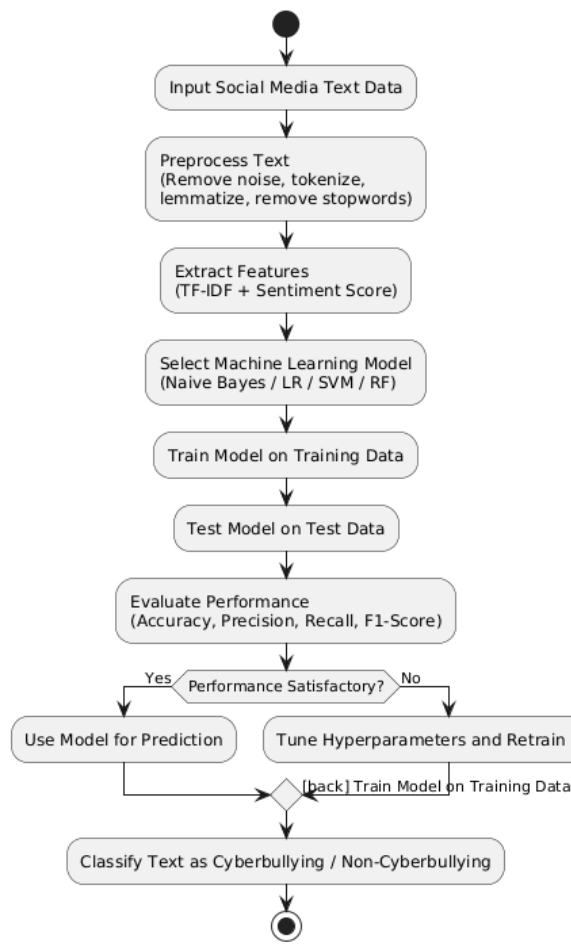 Input Social Media Text Data
Preprocess Text
(Remove noise, tokenize,
lemmatize, remove stopwords)
Extract Features
(TF-IDF + Sentiment Score)
Select Machine Learning Model
(Naive Bayes / LR / SVM / RF)
Train Model on Training Data
Test Model on Test Data
Evaluate Performance
(Accuracy, Precision, Recall, F1-Score)
Yes
Performance Satisfactory?
No
Use Model for Prediction
Tune Hyperparameters and Retrain
[back] Train Model on Training Data
Classify Text as Cyberbullying / Non-Cyberbullying